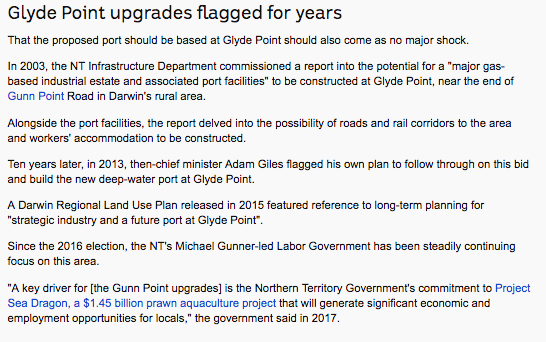 Glyde Point upgrades flagged for years
That the proposed port should be based at Glyde Point should also come as no major shock.
In 2003, the NT Infrastructure Department commissioned a report into the potential for a "major gas-
based industrial estate and associated port facilities" to be constructed at Glyde Point, near the end of
Gunn Point Road in Darwin's rural area.
Alongside the port facilities, the report delved into the possibility of roads and rail corridors to the area
and workers' accommodation to be constructed.
Ten years later, in 2013, then-chief minister Adam Giles flagged his own plan to follow through on this bid
and build the new deep-water port at Glyde Point.
A Darwin Regional Land Use Plan released in 2015 featured reference to long-term planning for
"strategic industry and a future port at Glyde Point".
Since the 2016 election, the NT's Michael Gunner-led Labor Government has been steadily continuing
focus on this area.
"A key driver for [the Gunn Point upgrades] is the Northern Territory Government's commitment to Project
Sea Dragon, a $1.45 billion prawn aquaculture project that will generate significant economic and
employment opportunities for locals," the government said in 2017.